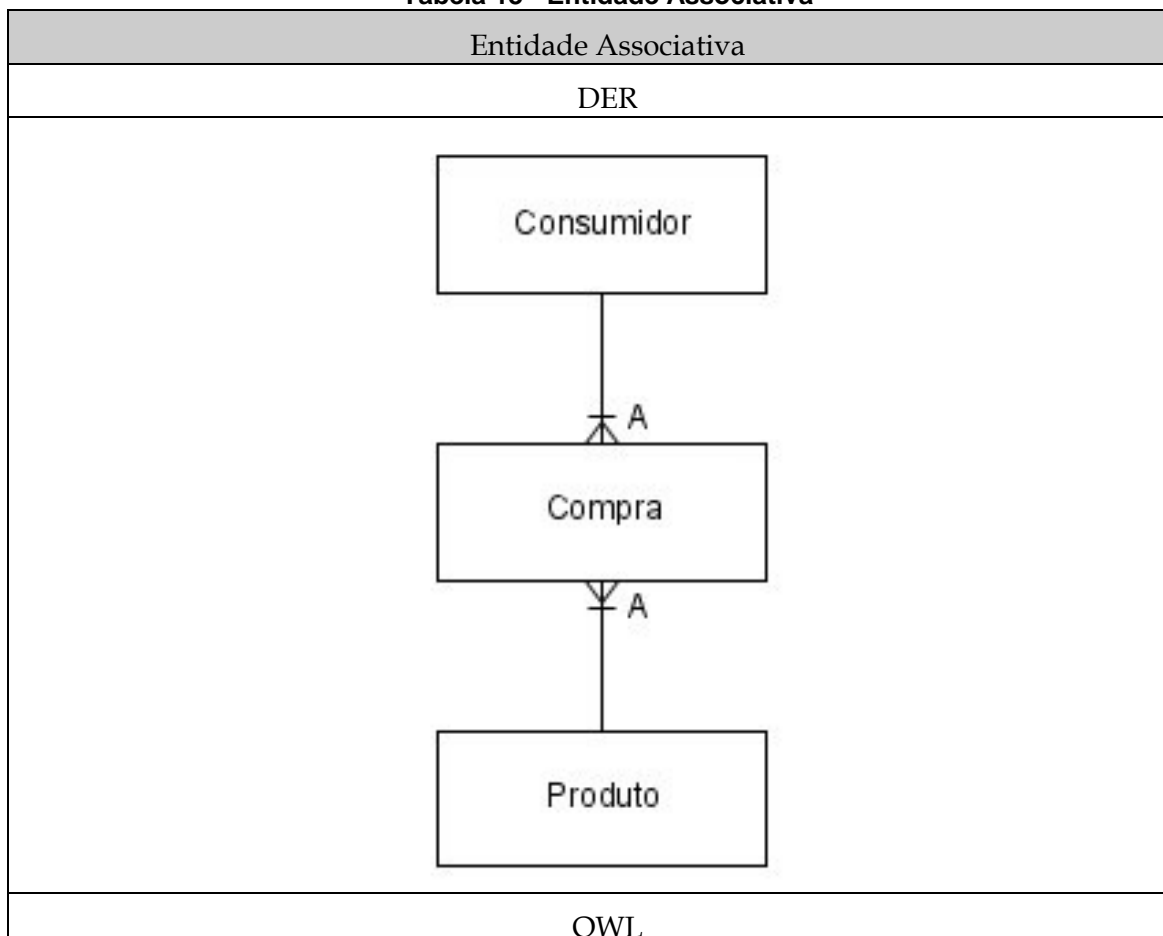 Entidade Associativa
DER
Consumidor
A
Compra
A
Produto
OWL